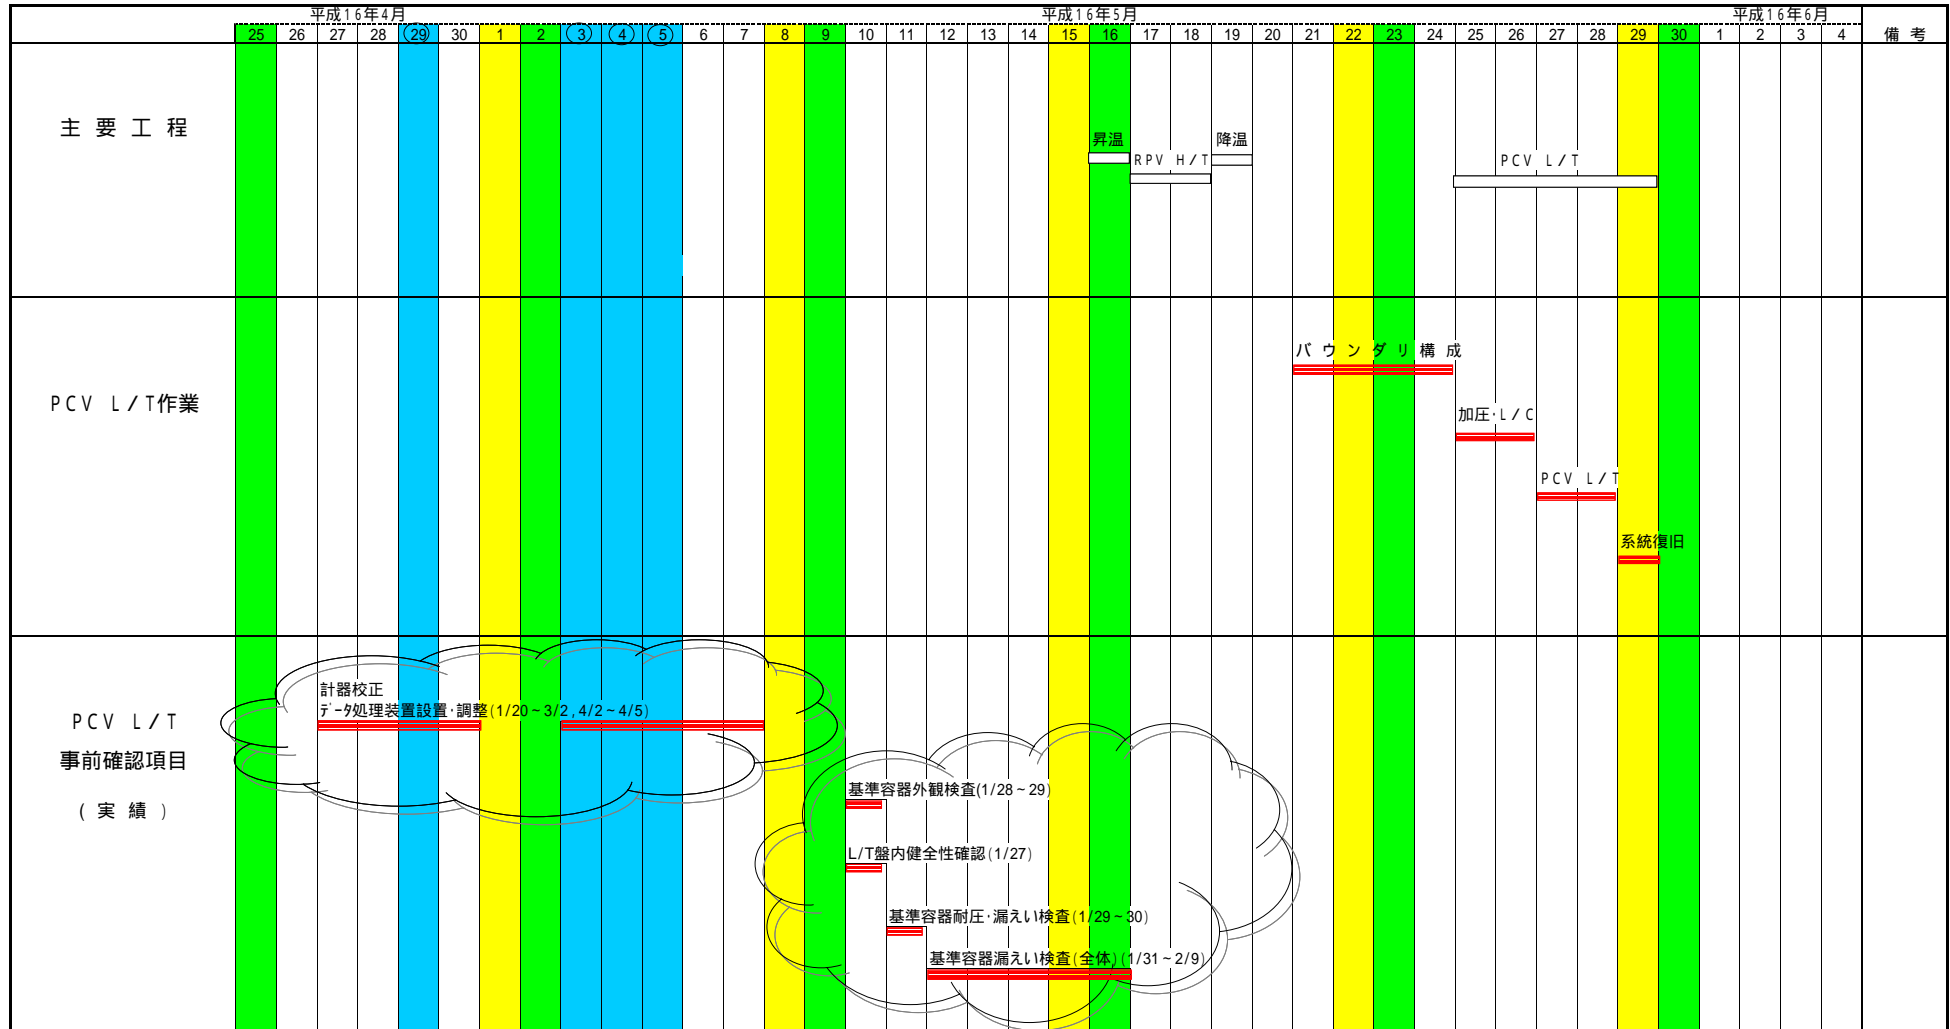 平成16年4月 平成16年5月 平成16年6月
25 26 27 28 29 30 1 2 3 4 5 6 7 8 9 10 11 12 13 14 15 16 17 18 19 20 21 22 23 24 25 26 27 28 29 30 1 2 3 4 備 考
主 要 工 程
昇温 降温
RPV H/T PCV L/T
バ ウ ン ダ リ 構 成
PCV L/T作業
加圧・L/C
PCV L/T
系統復旧
計器校正
データ処理装置設置・調整(1/20~3/2,4/2~4/5)
PCV L/T
事前確認項目
(実 績)
基準容器外観検査(1/28~29)
L/T盤内健全性確認(1/27)
基準容器耐圧・漏えい検査(1/29~30)
基準容器漏えい検査(全体)(1/31~2/9)